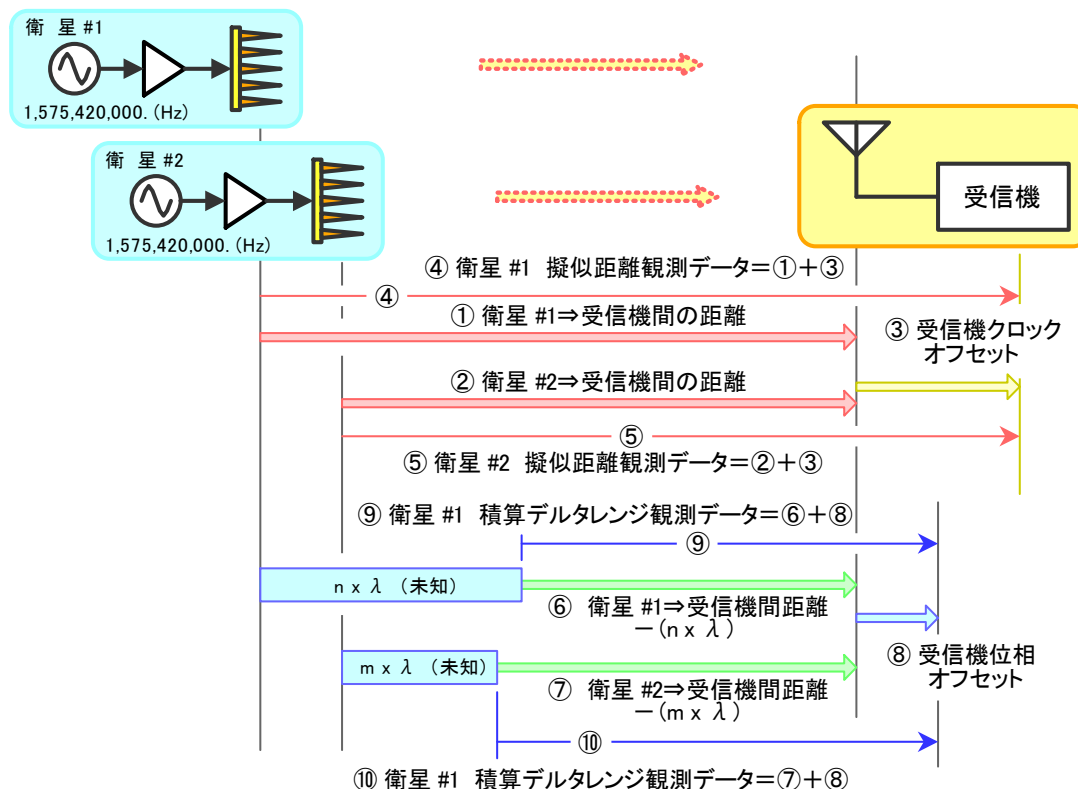 衛 星 #1
1,575,420,000. (Hz)
衛 星 #2
1,575,420,000. (Hz)
受信機
④ 衛星 #1 擬似距離観測データ=①+③
④
① 衛星 #1⇒受信機間の距離
③ 受信機クロック
オフセット
② 衛星 #2⇒受信機間の距離
⑤
⑤ 衛星 #2 擬似距離観測データ=②+③
⑨ 衛星 #1 積算デルタレンジ観測データ=⑥+⑧
⑨
n x λ (未知)
⑥ 衛星 #1⇒受信機間距離
-(n x λ)
⑧ 受信機位相
オフセット
m x λ (未知)
⑦ 衛星 #2⇒受信機間距離
-(m x λ)
⑩
⑩ 衛星 #1 積算デルタレンジ観測データ=⑦+⑧